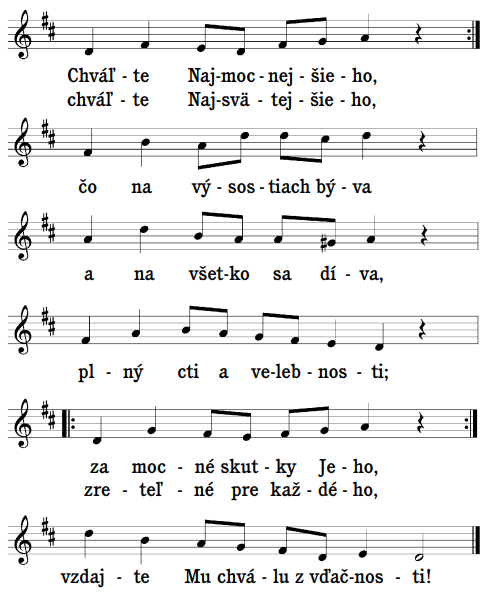 Chváľ - te Naj-moc - nej - šie - ho,
chváľ - te Naj-svä - tej - šie - ho,
čo na vý - sos - tiach bý - va
a na všet - ko sa dí - va,
pl - ný cti a ve-leb - nos - ti;
za moc - né skut - ky Je - ho,
zre - teľ - né pre kaž - dé - ho,
vzdaj - te Mu chvá - lu z vďač-nos - ti!